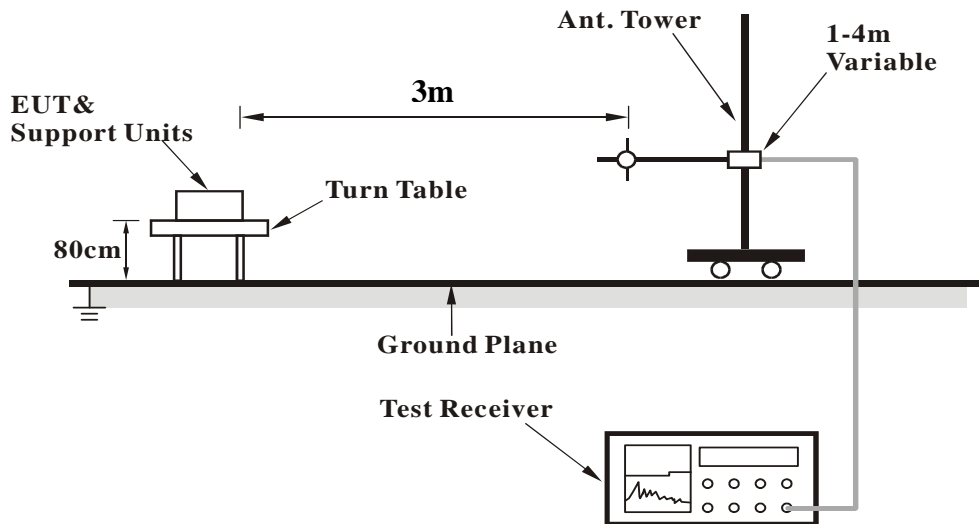 Ant. Tower
1-4m
Variable
3m
EUT&
Support Units
Turn Table
80cm
Ground Plane
Test Receiver